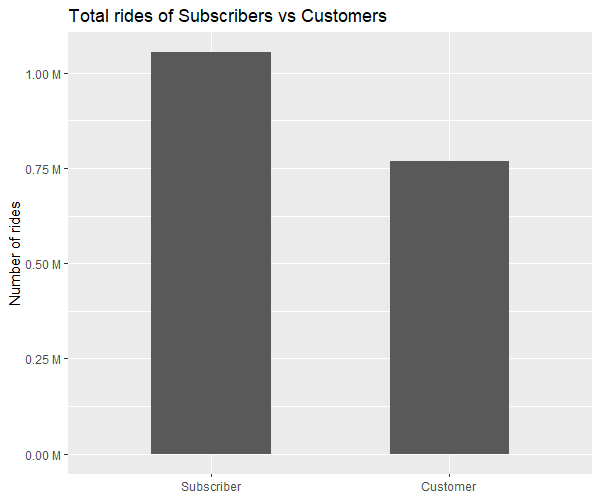 Total rides of Subscribers vs Customers
Number of rides
1.00 M
0.75 M
0.50 M
0.25 M
0.00 M
Subscriber
Customer